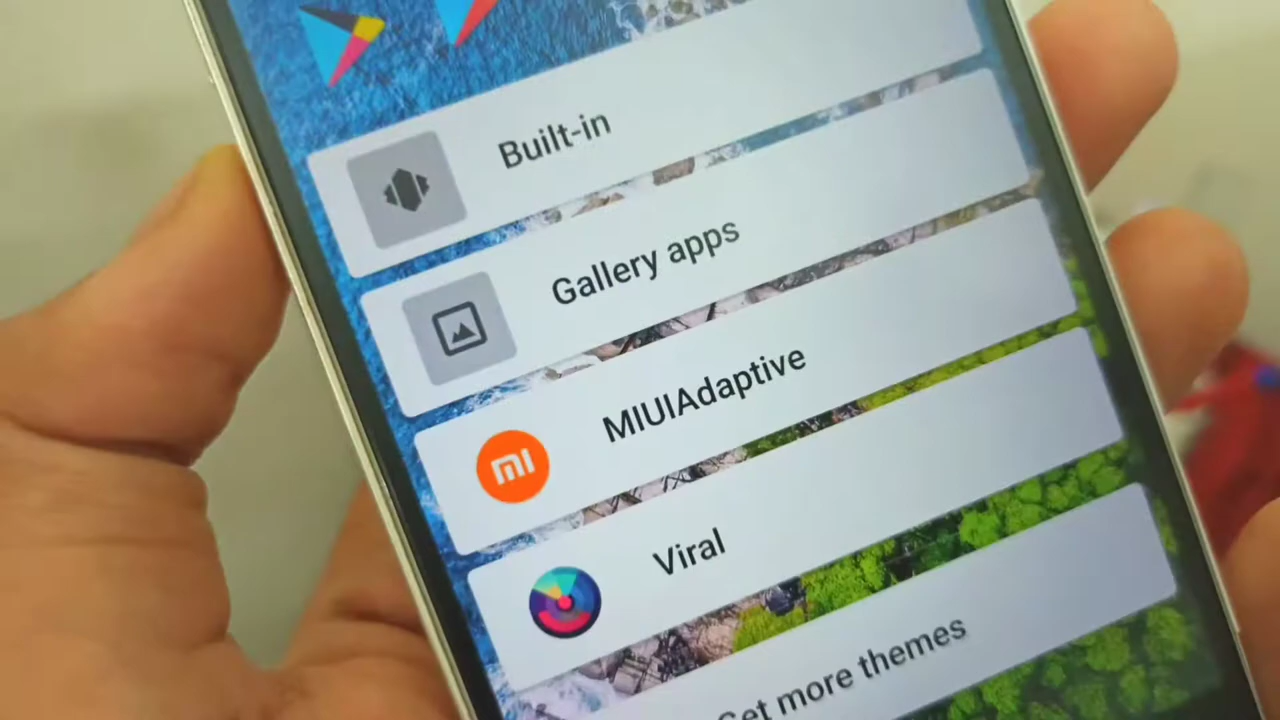 Built-in
Gallery apps
MIUIAdaptive
mi
Viral
Get more themes